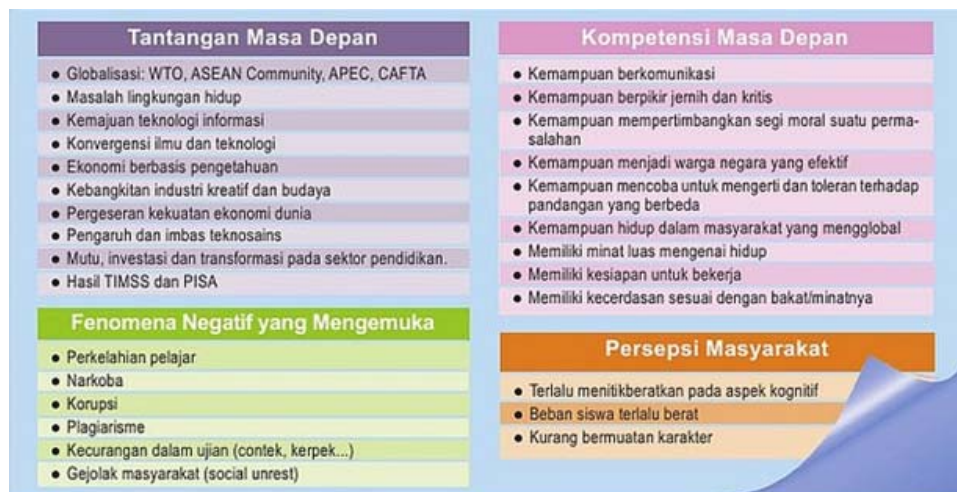 Tantangan Masa Depan
• Globalisasi: WTO, ASEAN Community, APEC, CAFTA
• Masalah lingkungan hidup
• Kemajuan teknologi informasi
• Konvergensi ilmu dan teknologi
• Ekonomi berbasis pengetahuan
• Kebangkitan industri kreatif dan budaya
• Pergeseran kekuatan ekonomi dunia
• Pengaruh dan imbas teknosains
• Mutu, investasi dan transformasi pada sektor pendidikan.
• Hasil TIMSS dan PISA
Fenomena Negatif yang Mengemuka
• Perkelahian pelajar
• Narkoba
• Korupsi
• Plagiarisme
• Kecurangan dalam ujian (contek, kerpek...)
• Gejolak masyarakat (social unrest)
Kompetensi Masa Depan
• Kemampuan berkomunikasi
• Kemampuan berpikir jernih dan kritis
• Kemampuan mempertimbangkan segi moral suatu perma-
salahan
• Kemampuan menjadi warga negara yang efektif
• Kemampuan mencoba untuk mengerti dan toleran terhadap
pandangan yang berbeda
• Kemampuan hidup dalam masyarakat yang mengglobal
• Memiliki minat luas mengenai hidup
• Memiliki kesiapan untuk bekerja
• Memiliki kecerdasan sesuai dengan bakat/minatnya
Persepsi Masyarakat
• Terlalu menitikberatkan pada aspek kognitif
• Beban siswa terlalu berat
• Kurang bermuatan karakter